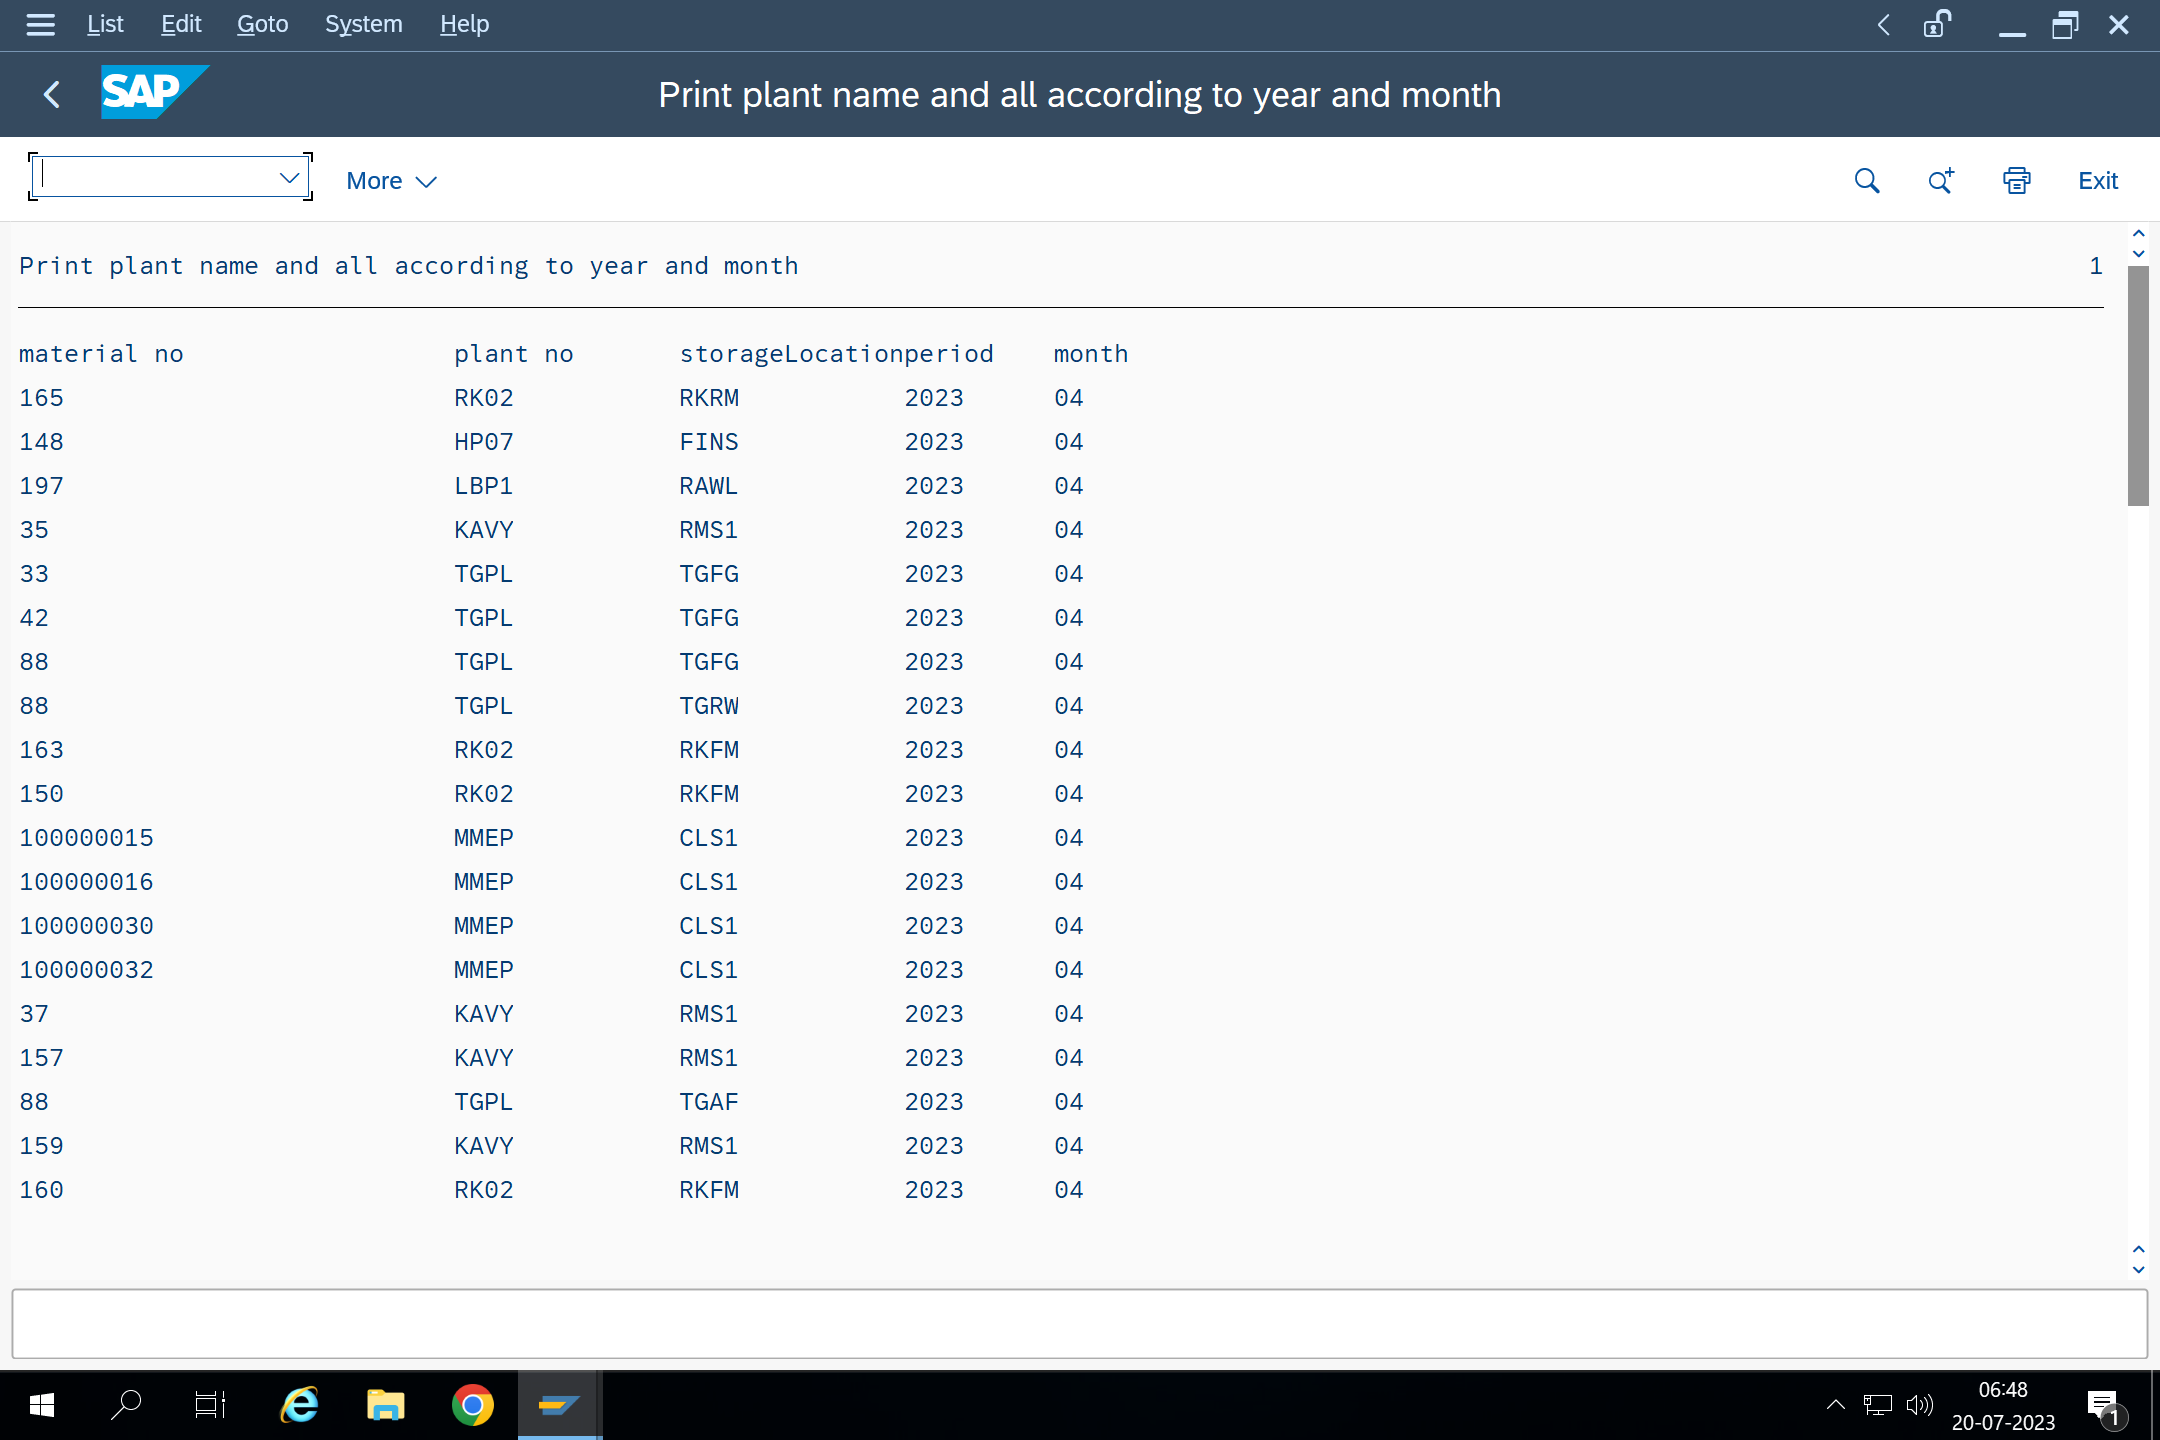 List Edit Goto System Help
SAP Print plant name and all according to year and month
More Exit
Print plant name and all according to year and month 1
material no plant no storageLocationperiod month
165 RK02 RKRM 2023 04
148 HP07 FINS 2023 04
197 LBP1 RAWL 2023 04
35 KAVY RMS1 2023 04
33 TGPL TGFG 2023 04
42 TGPL TGFG 2023 04
88 TGPL TGFG 2023 04
88 TGPL TGRW 2023 04
163 RK02 RKFM 2023 04
150 RK02 RKFM 2023 04
100000015 MMEP CLS1 2023 04
100000016 MMEP CLS1 2023 04
100000030 MMEP CLS1 2023 04
100000032 MMEP CLS1 2023 04
37 KAVY RMS1 2023 04
157 KAVY RMS1 2023 04
88 TGPL TGAF 2023 04
159 KAVY RMS1 2023 04
160 RK02 RKFM 2023 04
06:48
20-07-2023
1